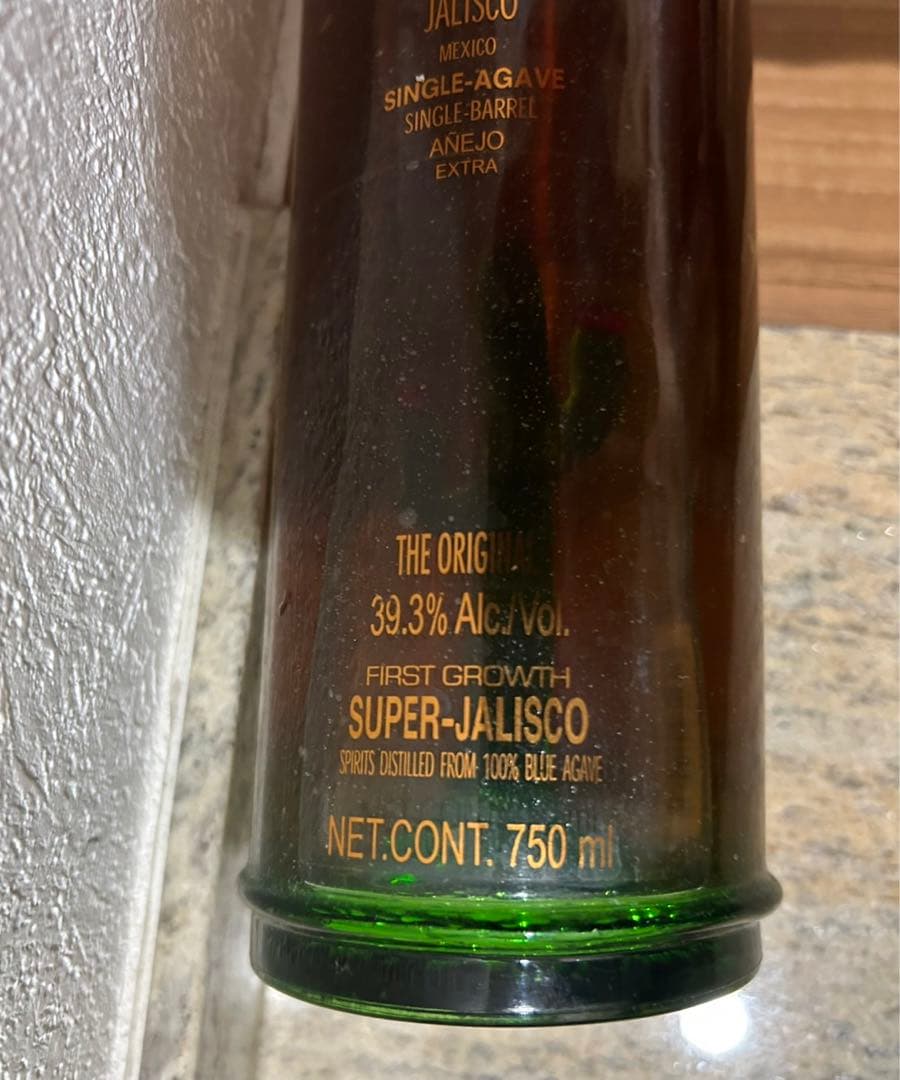 JALISCO
MEXICO
SINGLE-AGAVE
SINGLE-BARREL
AÑEJO
EXTRA
THE ORIGINAL
39.3% Alc./Vol.
FIRST GROWTH
SUPER-JALISCO
SPIRITS DISTILLED FROM 100% BLUE AGAVE
NET.CONT. 750 ml